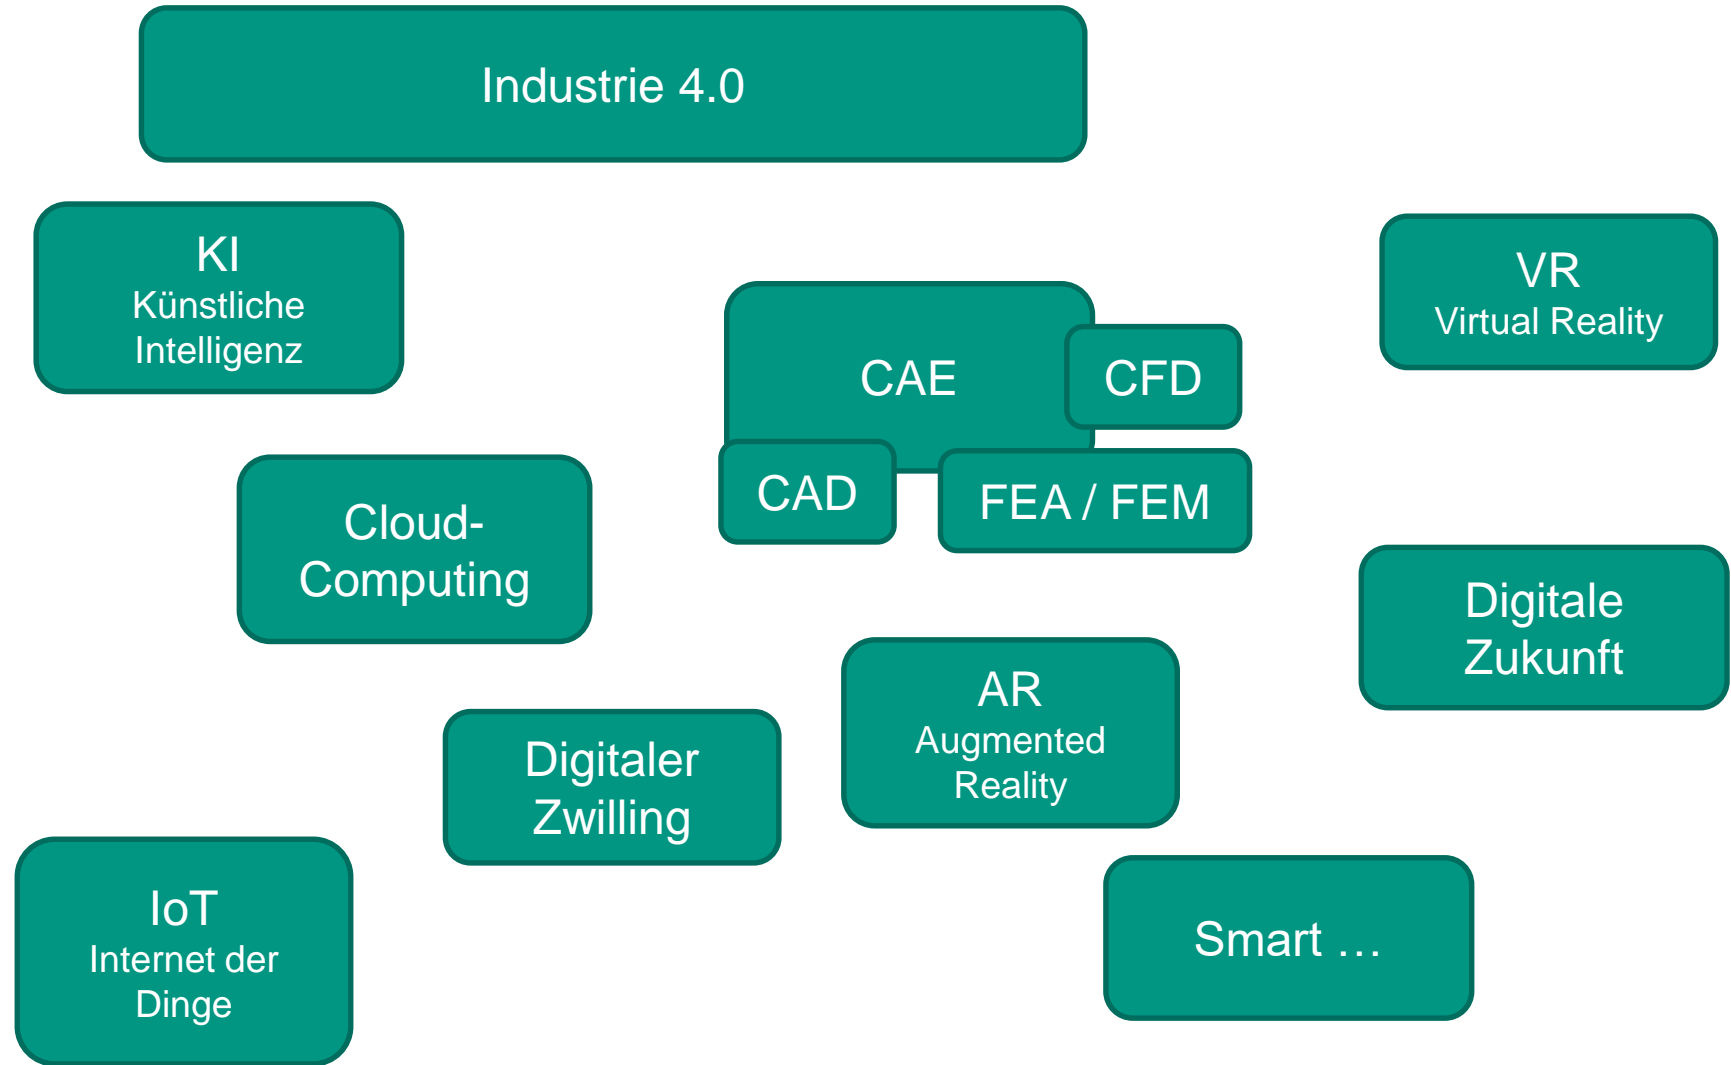 Industrie 4.0
KI
Künstliche
Intelligenz
VR
Virtual Reality
CAE
CFD
CAD
FEA / FEM
Cloud-
Computing
Digitale
Zukunft
AR
Augmented
Reality
Digitaler
Zwilling
IoT
Internet der
Dinge
Smart …